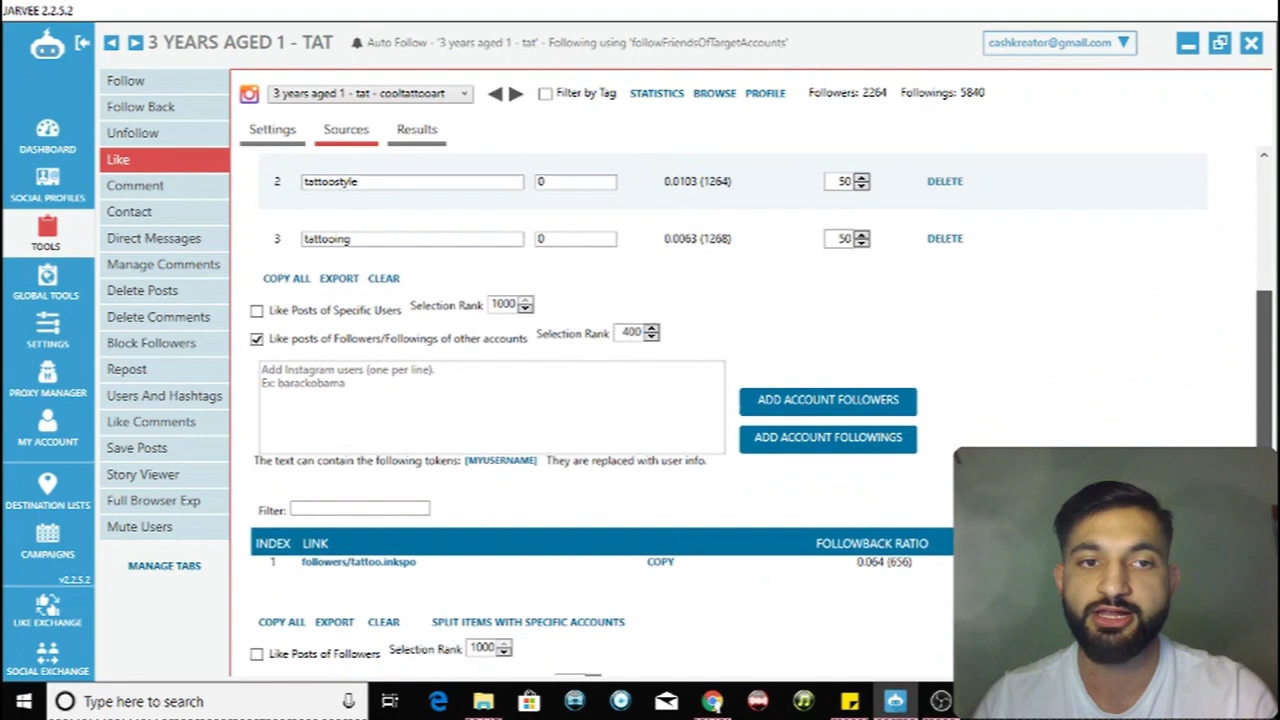 JARVEE 2.2.5.2
3 YEARS AGED 1 - TAT
Auto Follow - '3 years aged 1 - tat' - Following using 'followFriendsOfTargetAccounts'
cashkreator@gmail.com
DASHBOARD
SOCIAL PROFILES
TOOLS
GLOBAL TOOLS
SETTINGS
PROXY MANAGER
MY ACCOUNT
DESTINATION LISTS
CAMPAIGNS
v2.2.5.2
LIKE EXCHANGE
SOCIAL EXCHANGE
Follow
Follow Back
Unfollow
Like
Comment
Contact
Direct Messages
Manage Comments
Delete Posts
Delete Comments
Block Followers
Repost
Users And Hashtags
Like Comments
Save Posts
Story Viewer
Full Browser Exp
Mute Users
MANAGE TABS
3 years aged 1 - tat - cooltattooart
Filter by Tag STATISTICS BROWSE PROFILE Followers: 2264 Followings: 5840
Settings Sources Results
2 tattoostyle 0 0.0103 (1264) 50 DELETE
3 tattooing 0 0.0063 (1268) 50 DELETE
COPY ALL EXPORT CLEAR
Like Posts of Specific Users Selection Rank 1000
Like posts of Followers/Followings of other accounts Selection Rank 400
Add Instagram users (one per line).
Ex: barackobama
ADD ACCOUNT FOLLOWERS
ADD ACCOUNT FOLLOWINGS
The text can contain the following tokens: [MYUSERNAME] They are replaced with user info.
Filter:
INDEX LINK FOLLOWBACK RATIO
1 followers/tattoo.inkspo COPY 0.064 (656)
COPY ALL EXPORT CLEAR SPLIT ITEMS WITH SPECIFIC ACCOUNTS
Like Posts of Followers Selection Rank 1000
Type here to search